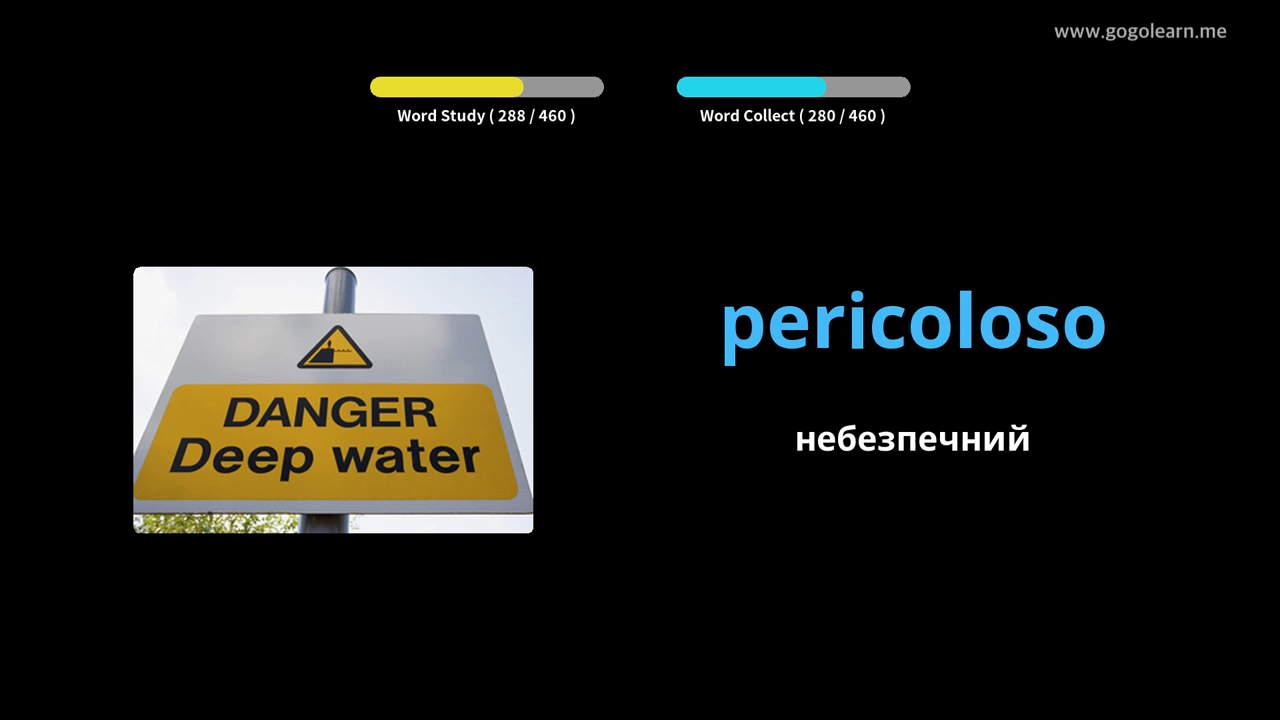 www.gogolearn.me
Word Study ( 288 / 460 )
Word Collect ( 280 / 460 )
DANGER
Deep water
pericoloso
небезпечний